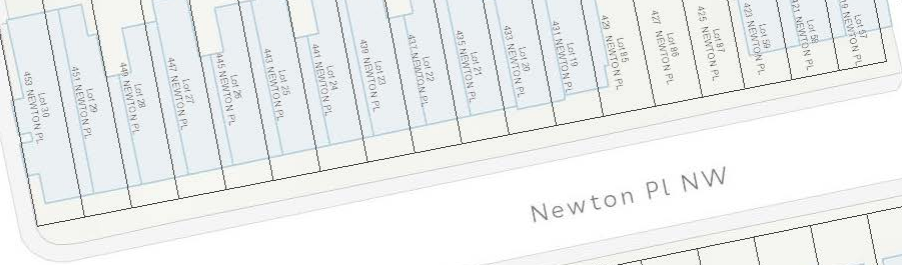 Lot 30
453 NEWTON PL
Lot 29
451 NEWTON PL
Lot 28
449 NEWTON PL
Lot 27
447 NEWTON PL
Lot 26
445 NEWTON PL
Lot 25
443 NEWTON PL
Lot 24
441 NEWTON PL
Lot 23
439 NEWTON PL
Lot 22
437 NEWTON PL
Lot 21
435 NEWTON PL
Lot 20
433 NEWTON PL
Lot 19
431 NEWTON PL
Lot 85
429 NEWTON PL
Lot 86
427 NEWTON PL
Lot 87
425 NEWTON PL
Lot 59
423 NEWTON PL
Lot 58
421 NEWTON PL
Lot 57
NEWTON PL
Newton Pl NW